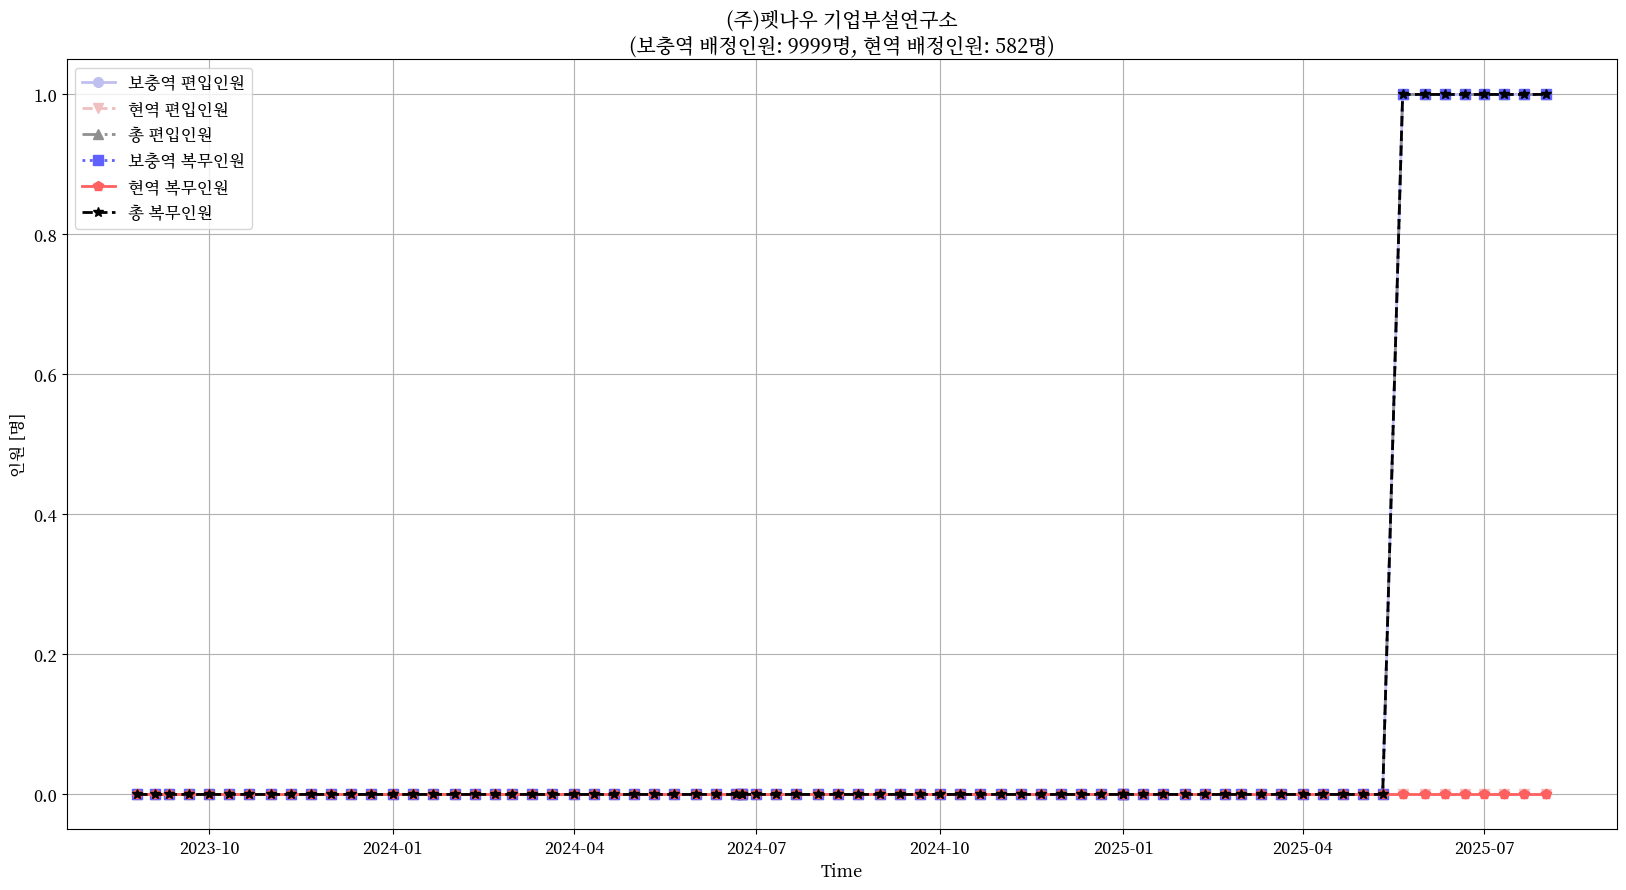 (주)펫나우 기업부설연구소
(보충역 배정인원: 9999명, 현역 배정인원: 582명)
보충역 편입인원
현역 편입인원
총 편입인원
보충역 복무인원
현역 복무인원
총 복무인원
1.0
0.8
0.6
0.4
0.2
0.0
인원 [명]
2023-10
2024-01
2024-04
2024-07
2024-10
2025-01
2025-04
2025-07
Time